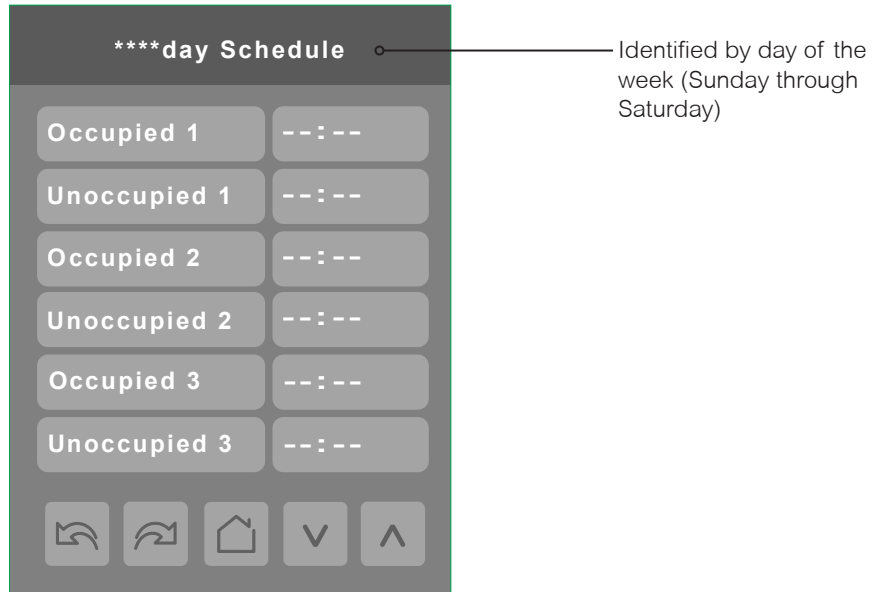 ****day Schedule
Identified by day of the
week (Sunday through
Saturday)
Occupied 1 --:--
Unoccupied 1 --:--
Occupied 2 --:--
Unoccupied 2 --:--
Occupied 3 --:--
Unoccupied 3 --:--